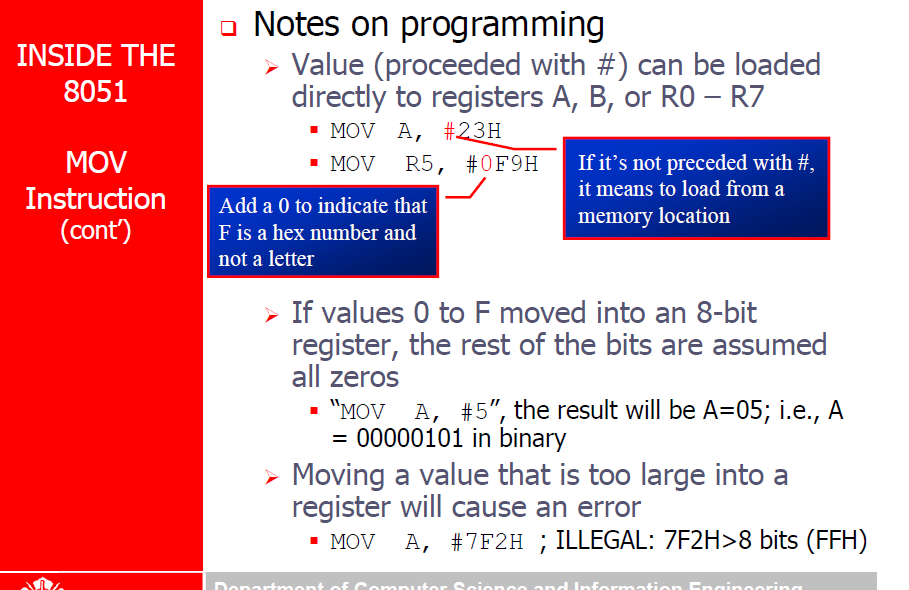 INSIDE THE
8051
MOV
Instruction
(cont’)
Notes on programming
Value (proceeded with #) can be loaded
directly to registers A, B, or R0 – R7
MOV A, #23H
MOV R5, #0F9H
If it’s not preceded with #,
it means to load from a
memory location
Add a 0 to indicate that
F is a hex number and
not a letter
If values 0 to F moved into an 8-bit
register, the rest of the bits are assumed
all zeros
“MOV A, #5”, the result will be A=05; i.e., A
= 00000101 in binary
Moving a value that is too large into a
register will cause an error
MOV A, #7F2H ; ILLEGAL: 7F2H>8 bits (FFH)
Department of Computer Science and Information Engineering